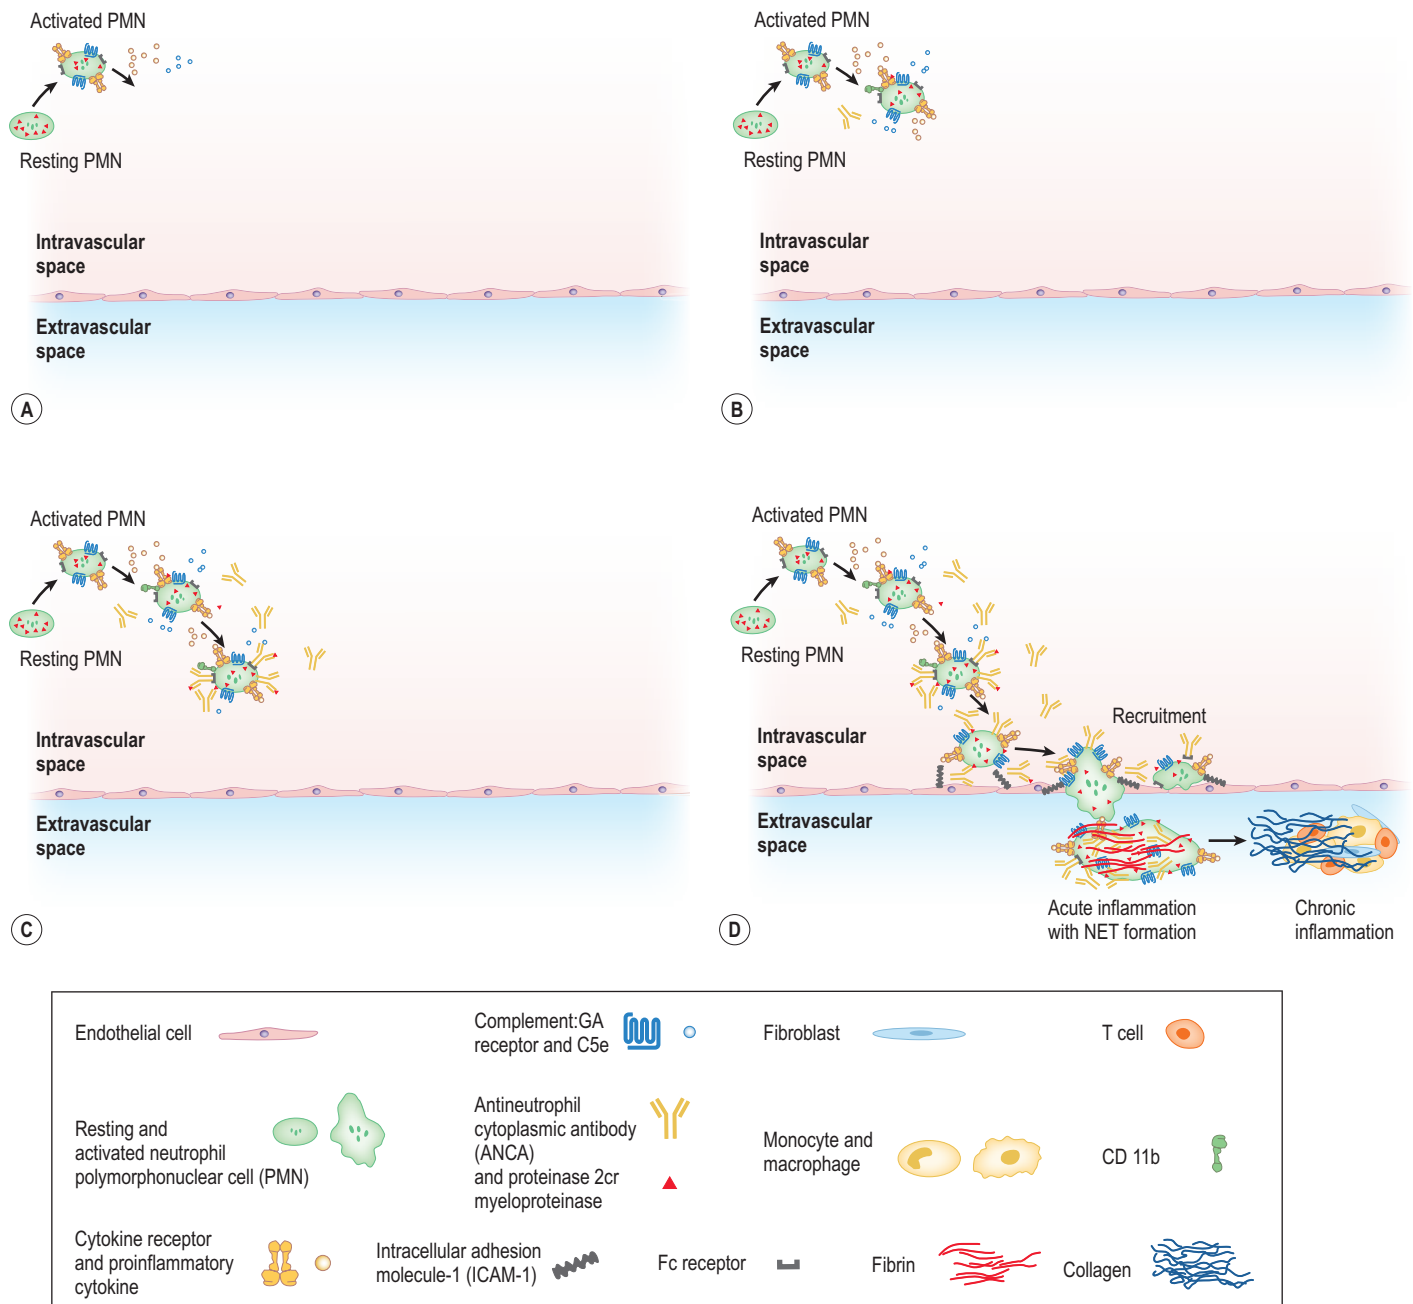 Activated PMN
Resting PMN
Intravascular
space
Extravascular
space
A
Activated PMN
Resting PMN
Intravascular
space
Extravascular
space
B
Activated PMN
Resting PMN
Intravascular
space
Extravascular
space
C
Activated PMN
Resting PMN
Recruitment
Intravascular
space
Extravascular
space
Acute inflammation
with NET formation
Chronic
inflammation
D
Endothelial cell
Complement:GA
receptor and C5e
Fibroblast
T cell
Resting and
activated neutrophil
polymorphonuclear cell (PMN)
Antineutrophil
cytoplasmic antibody
(ANCA)
and proteinase 2cr
myeloproteinase
Monocyte and
macrophage
CD 11b
Cytokine receptor
and proinflammatory
cytokine
Intracellular adhesion
molecule-1 (ICAM-1)
Fc receptor
Fibrin
Collagen